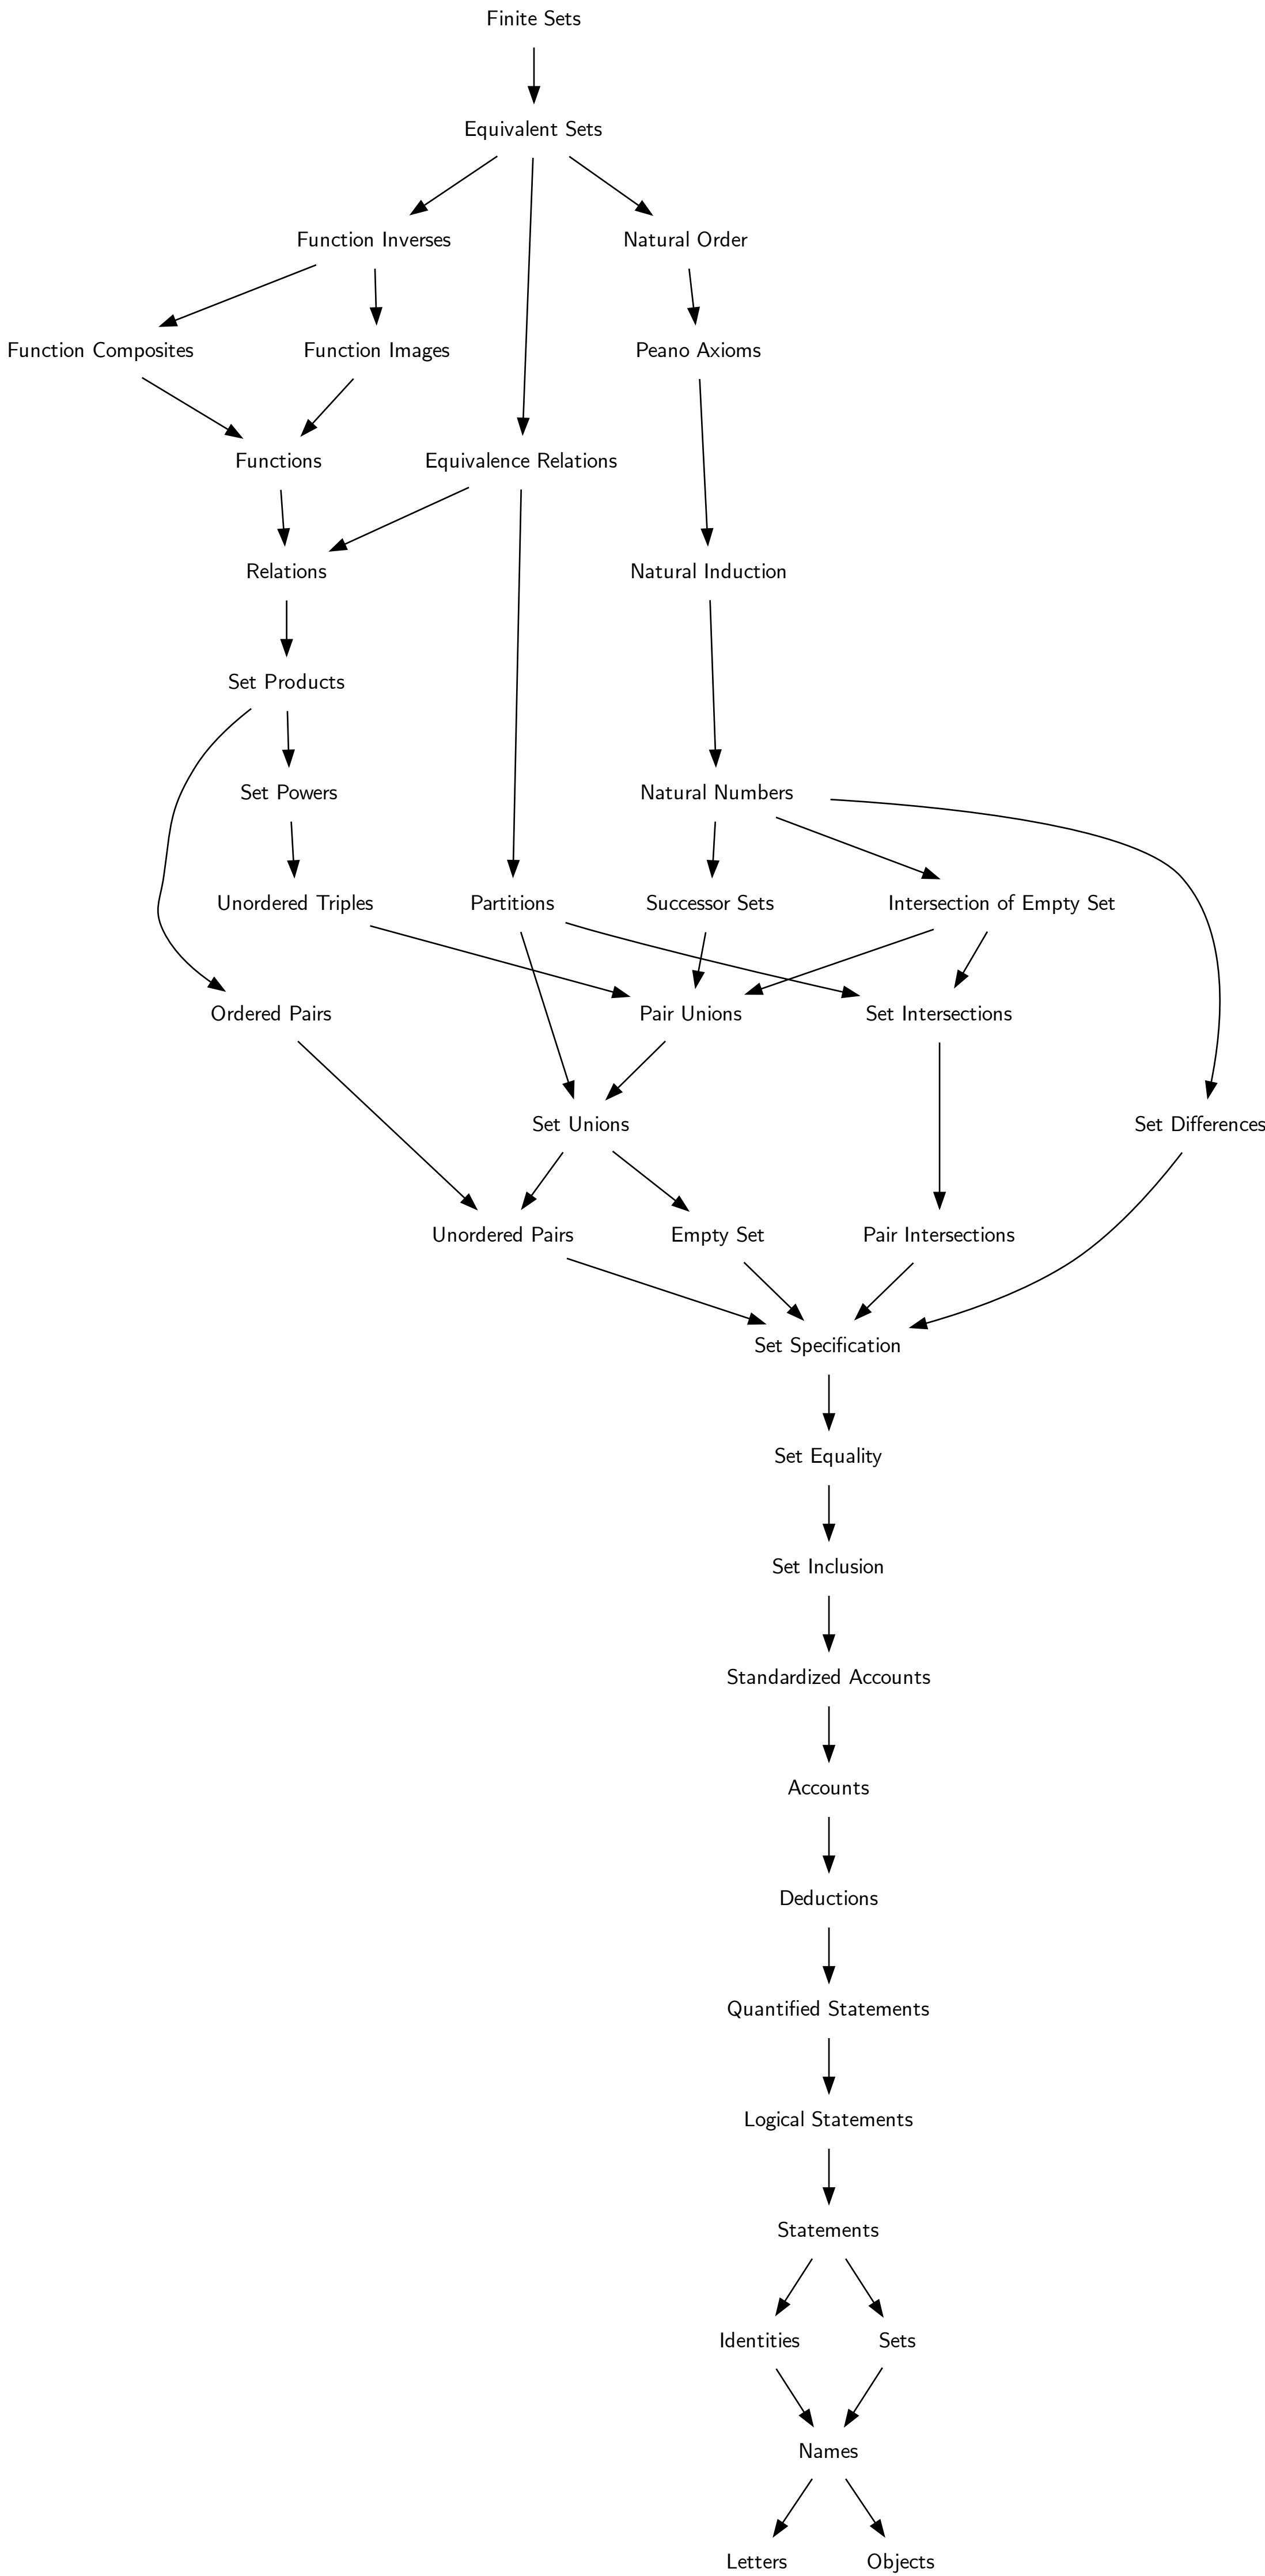 Finite Sets
Equivalent Sets
Function Inverses
Natural Order
Function Composites
Function Images
Peano Axioms
Functions
Equivalence Relations
Relations
Natural Induction
Set Products
Set Powers
Natural Numbers
Unordered Triples
Partitions
Successor Sets
Intersection of Empty Set
Ordered Pairs
Pair Unions
Set Intersections
Set Unions
Set Differences
Unordered Pairs
Empty Set
Pair Intersections
Set Specification
Set Equality
Set Inclusion
Standardized Accounts
Accounts
Deductions
Quantified Statements
Logical Statements
Statements
Identities
Sets
Names
Letters
Objects